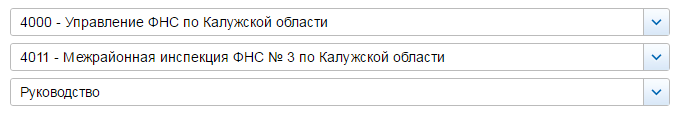 4000 - Управление ФНС по Калужской области
4011 - Межрайонная инспекция ФНС № 3 по Калужской области
Руководство